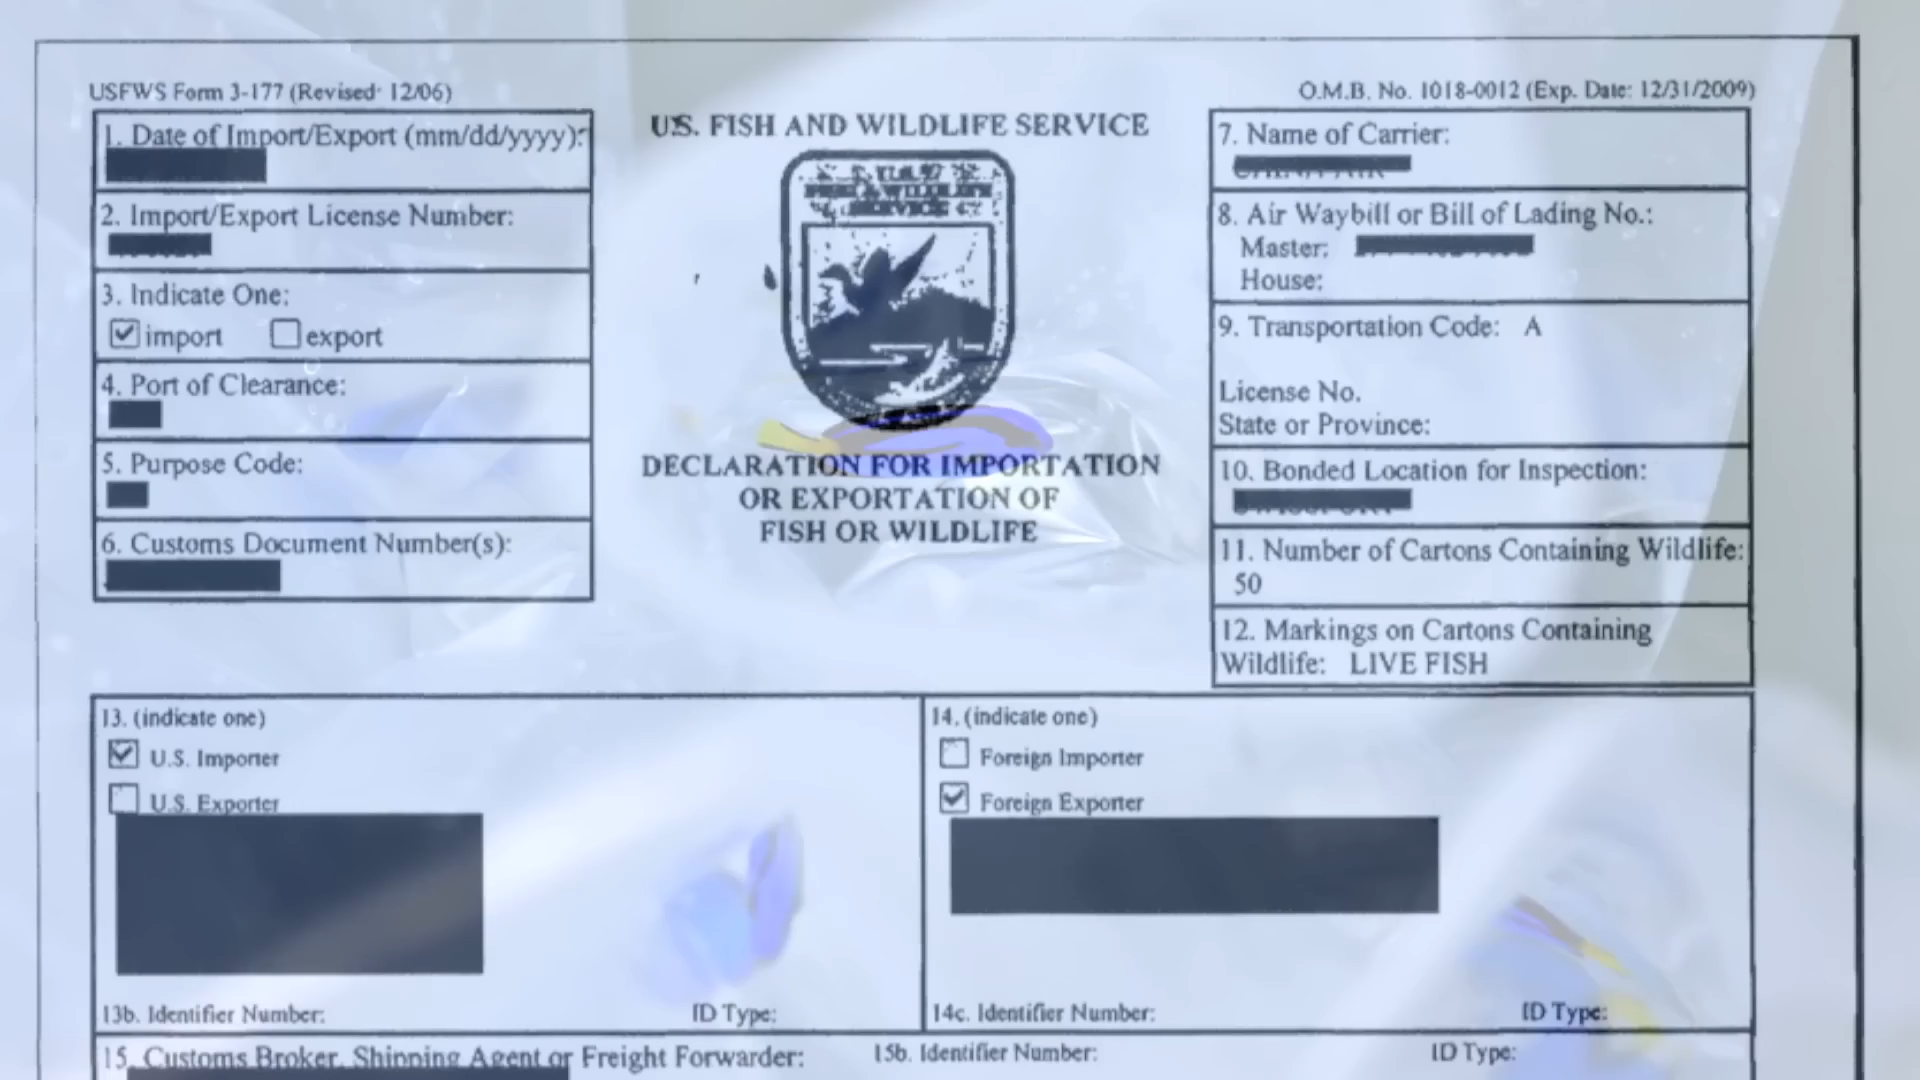 USFWS Form 3-177 (Revised 12/06)
O.M.B. No. 1018-0012 (Exp. Date: 12/31/2009)
1. Date of Import/Export (mm/dd/yyyy):
2. Import/Export License Number:
3. Indicate One:
import export
4. Port of Clearance:
5. Purpose Code:
6. Customs Document Number(s):
U.S. FISH AND WILDLIFE SERVICE
FISH & WILDLIFE
SERVICE
DECLARATION FOR IMPORTATION
OR EXPORTATION OF
FISH OR WILDLIFE
7. Name of Carrier:
8. Air Waybill or Bill of Lading No.:
Master:
House:
9. Transportation Code: A
License No.
State or Province:
10. Bonded Location for Inspection:
11. Number of Cartons Containing Wildlife:
50
12. Markings on Cartons Containing
Wildlife: LIVE FISH
13. (indicate one)
U.S. Importer
U.S. Exporter
13b. Identifier Number: ID Type:
14. (indicate one)
Foreign Importer
Foreign Exporter
14c. Identifier Number: ID Type:
15. Customs Broker, Shipping Agent or Freight Forwarder: 15b. Identifier Number: ID Type: